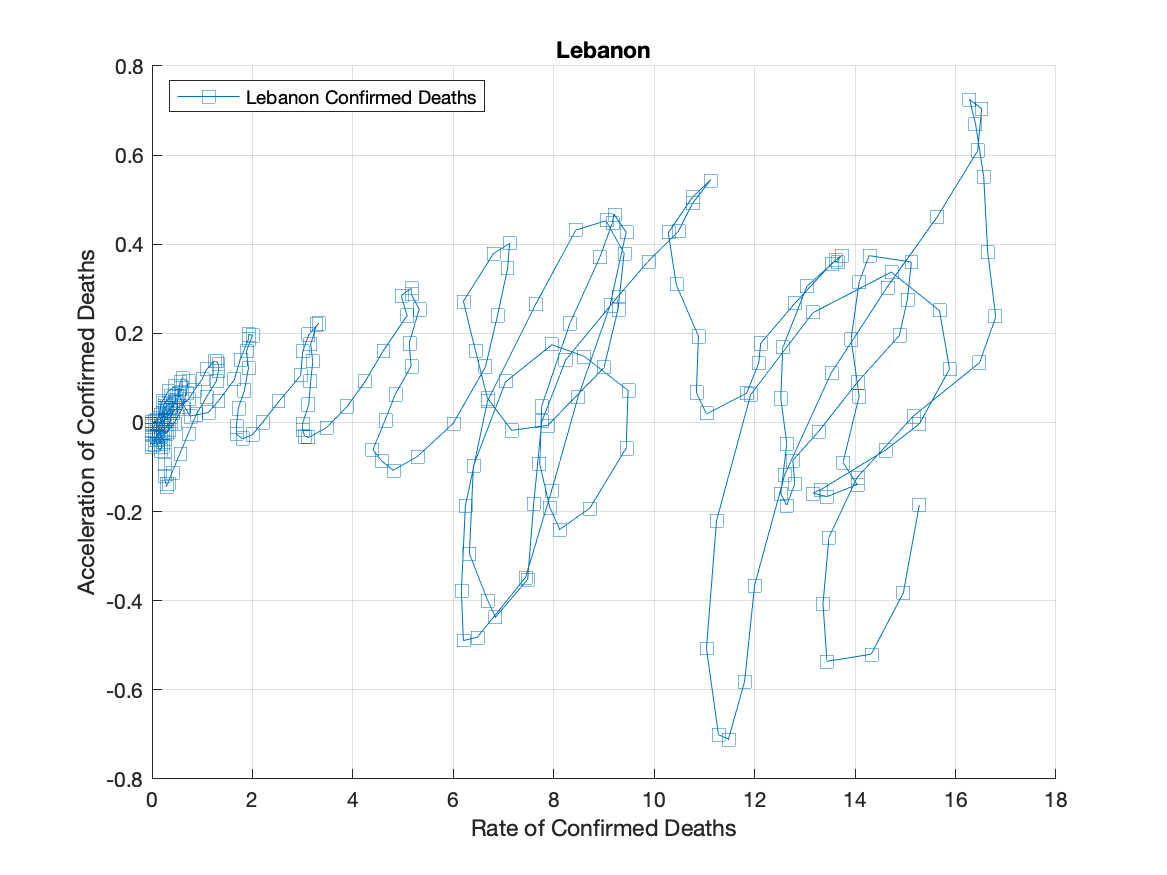 Lebanon
Lebanon Confirmed Deaths
Acceleration of Confirmed Deaths
0.8
0.6
0.4
0.2
0
-0.2
-0.4
-0.6
-0.8
0 2 4 6 8 10 12 14 16 18
Rate of Confirmed Deaths